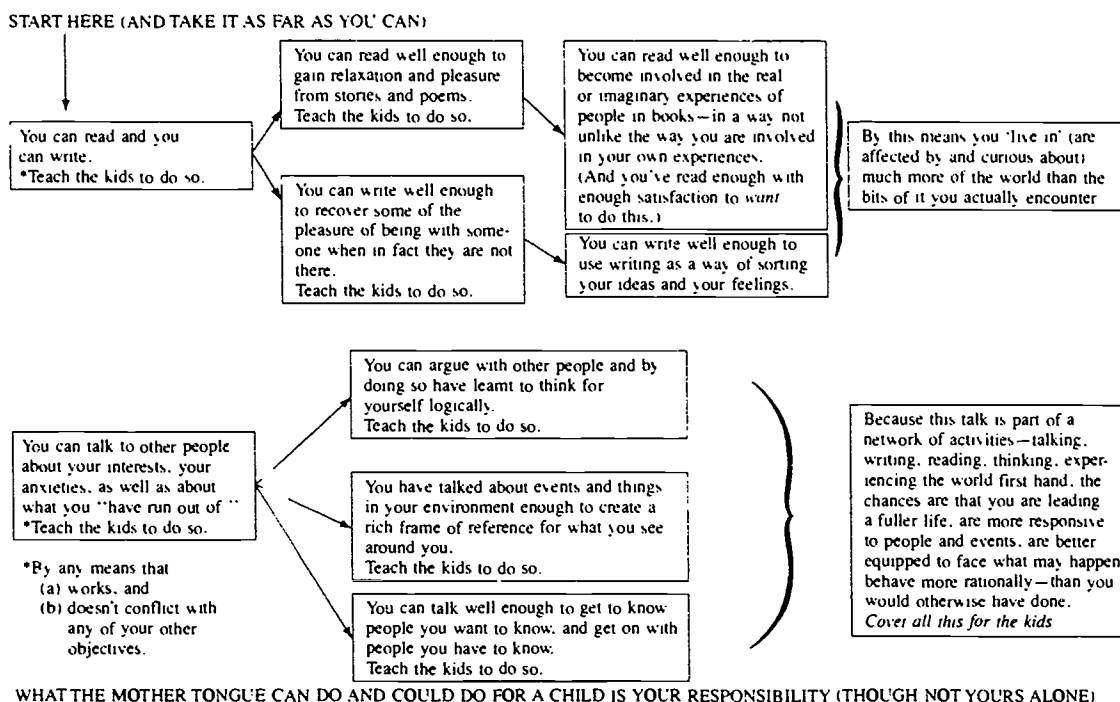 START HERE (AND TAKE IT AS FAR AS YOU CAN)
You can read and you
can write.
*Teach the kids to do so.
You can read well enough to
gain relaxation and pleasure
from stories and poems.
Teach the kids to do so.
You can write well enough
to recover some of the
pleasure of being with some-
one when in fact they are not
there.
Teach the kids to do so.
You can read well enough to
become involved in the real
or imaginary experiences of
people in books—in a way not
unlike the way you are involved
in your own experiences.
(And you've read enough with
enough satisfaction to want
to do this.)
You can write well enough to
use writing as a way of sorting
your ideas and your feelings.
By this means you 'live in' (are
affected by and curious about)
much more of the world than the
bits of it you actually encounter
You can talk to other people
about your interests, your
anxieties, as well as about
what you "have run out of"
*Teach the kids to do so.
*By any means that
(a) works, and
(b) doesn't conflict with
any of your other
objectives.
You can argue with other people and by
doing so have learnt to think for
yourself logically.
Teach the kids to do so.
You have talked about events and things
in your environment enough to create a
rich frame of reference for what you see
around you.
Teach the kids to do so.
You can talk well enough to get to know
people you want to know, and get on with
people you have to know.
Teach the kids to do so.
Because this talk is part of a
network of activities—talking,
writing, reading, thinking, exper-
iencing the world first hand, the
chances are that you are leading
a fuller life, are more responsive
to people and events, are better
equipped to face what may happen
behave more rationally—than you
would otherwise have done.
Covet all this for the kids
WHAT THE MOTHER TONGUE CAN DO AND COULD DO FOR A CHILD IS YOUR RESPONSIBILITY (THOUGH NOT YOURS ALONE)